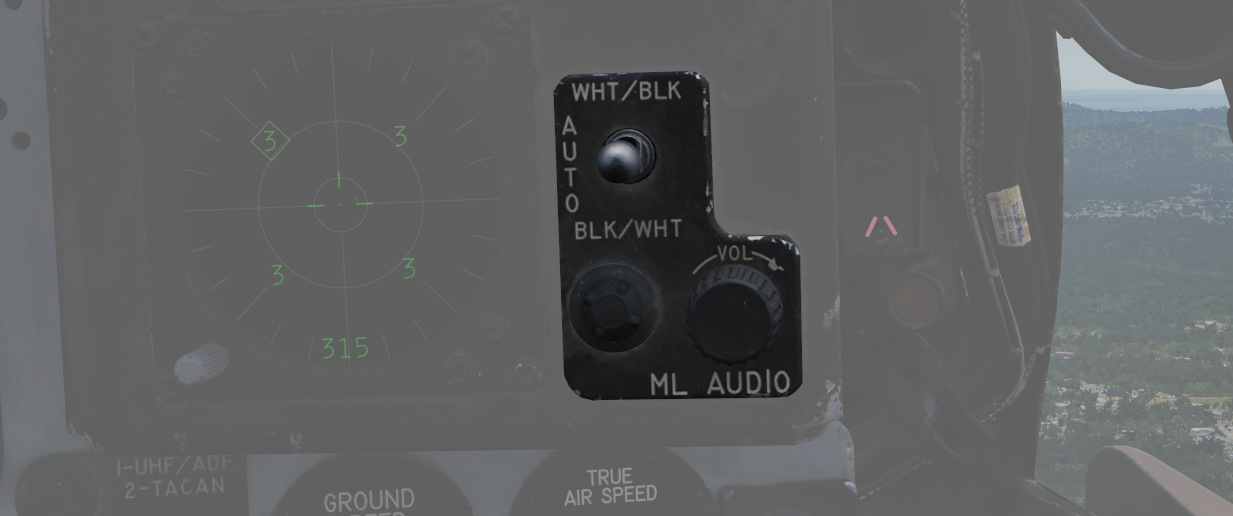 WHT/BLK
AUTO
BLK/WHT
VOL
ML AUDIO
3
3
3
3
315
1-UHF/ADF
2-TACAN
GROUND
TRUE
AIR SPEED